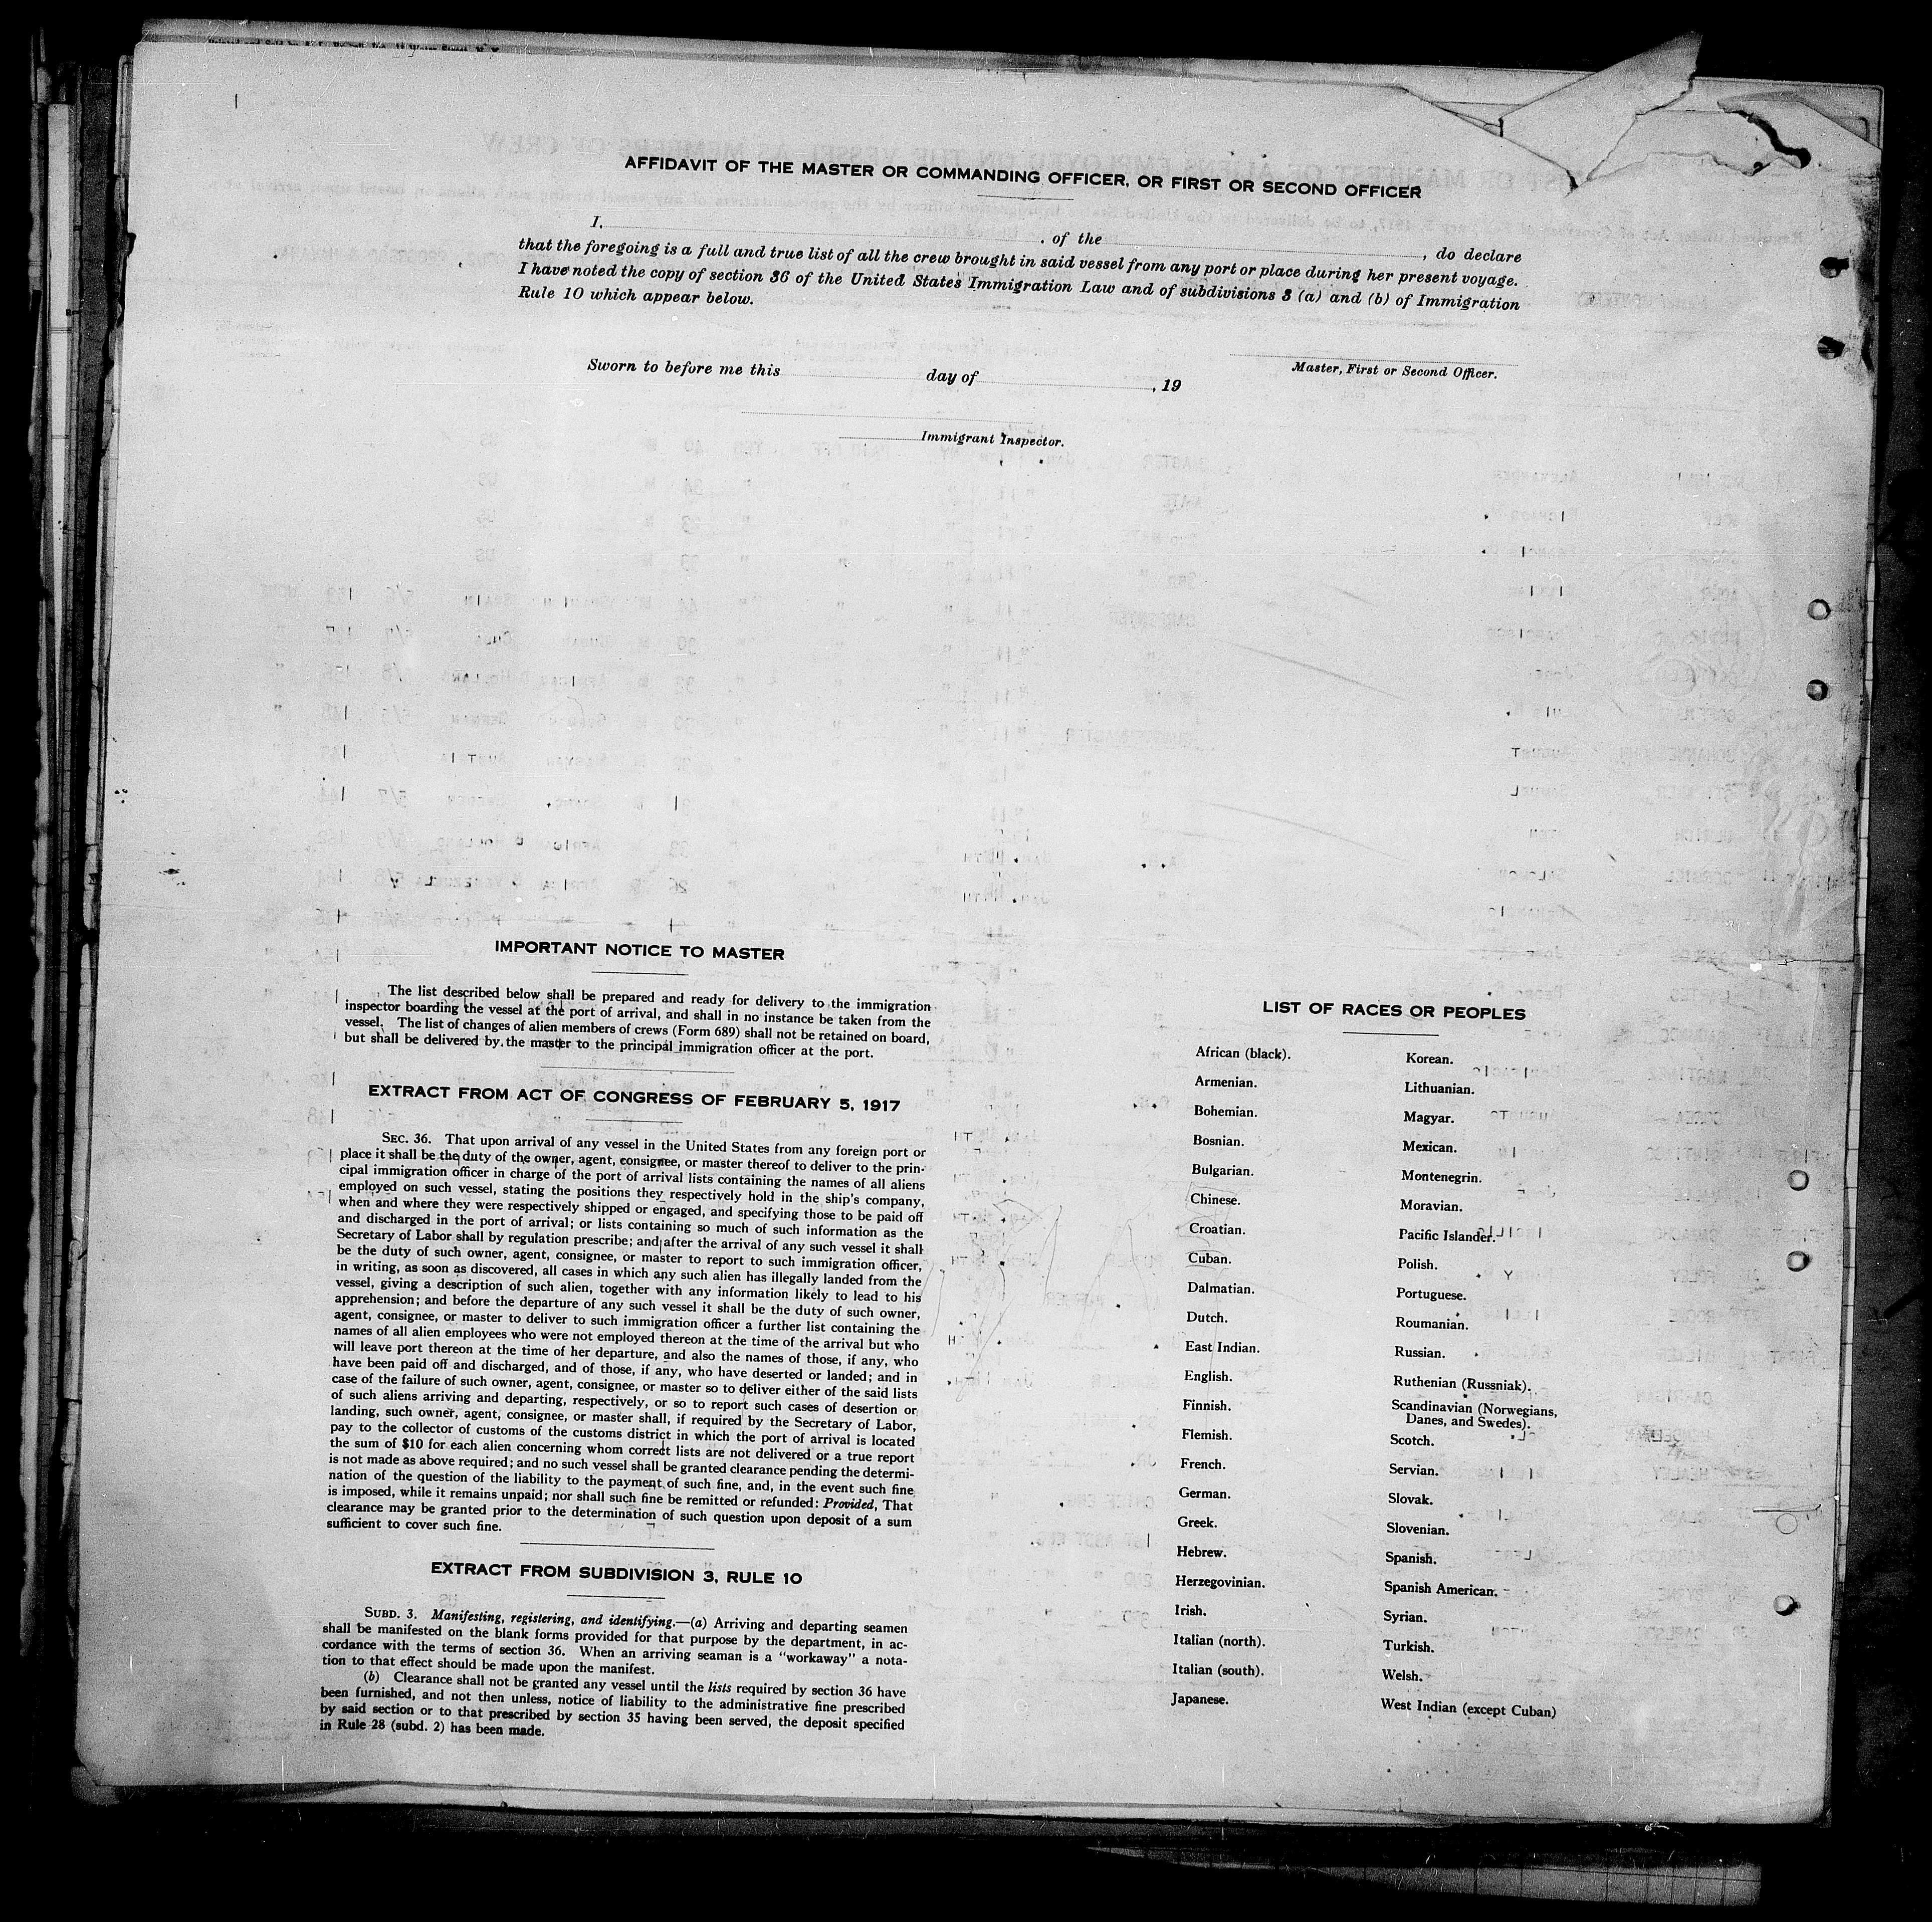 AFFIDAVIT OF THE MASTER OR COMMANDING OFFICER, OR FIRST OR SECOND OFFICER
I, , of the , do declare
that the foregoing is a full and true list of all the crew brought in said vessel from any port or place during her present voyage.
I have noted the copy of section 36 of the United States Immigration Law and of subdivisions 3 (a) and (b) of Immigration
Rule 10 which appear below.
Sworn to before me this day of , 19
Master, First or Second Officer.
Immigrant Inspector.
IMPORTANT NOTICE TO MASTER
The list described below shall be prepared and ready for delivery to the immigration
inspector boarding the vessel at the port of arrival, and shall in no instance be taken from the
vessel. The list of changes of alien members of crews (Form 689) shall not be retained on board,
but shall be delivered by the master to the principal immigration officer at the port.
EXTRACT FROM ACT OF CONGRESS OF FEBRUARY 5, 1917
SEC. 36. That upon arrival of any vessel in the United States from any foreign port or
place it shall be the duty of the owner, agent, consignee, or master thereof to deliver to the prin-
cipal immigration officer in charge of the port of arrival lists containing the names of all aliens
employed on such vessel, stating the positions they respectively hold in the ship's company,
when and where they were respectively shipped or engaged, and specifying those to be paid off
and discharged in the port of arrival; or lists containing so much of such information as the
Secretary of Labor shall by regulation prescribe; and after the arrival of any such vessel it shall
be the duty of such owner, agent, consignee, or master to report to such immigration officer,
in writing, as soon as discovered, all cases in which any such alien has illegally landed from the
vessel, giving a description of such alien, together with any information likely to lead to his
apprehension; and before the departure of any such vessel it shall be the duty of such owner,
agent, consignee, or master to deliver to such immigration officer a further list containing the
names of all alien employees who were not employed thereon at the time of the arrival but who
will leave port thereon at the time of her departure, and also the names of those, if any, who
have been paid off and discharged, and of those, if any, who have deserted or landed; and in
case of the failure of such owner, agent, consignee, or master so to deliver either of the said lists
of such aliens arriving and departing, respectively, or so to report such cases of desertion or
landing, such owner, agent, consignee, or master shall, if required by the Secretary of Labor,
pay to the collector of customs of the customs district in which the port of arrival is located
the sum of $10 for each alien concerning whom correct lists are not delivered or a true report
is not made as above required; and no such vessel shall be granted clearance pending the determi-
nation of the question of the liability to the payment of such fine, and, in the event such fine
is imposed, while it remains unpaid; nor shall such fine be remitted or refunded: Provided, That
clearance may be granted prior to the determination of such question upon deposit of a sum
sufficient to cover such fine.
EXTRACT FROM SUBDIVISION 3, RULE 10
SUBD. 3. Manifesting, registering, and identifying.—(a) Arriving and departing seamen
shall be manifested on the blank forms provided for that purpose by the department, in ac-
cordance with the terms of section 36. When an arriving seaman is a "workaway" a nota-
tion to that effect should be made upon the manifest.
(b) Clearance shall not be granted any vessel until the lists required by section 36 have
been furnished, and not then unless, notice of liability to the administrative fine prescribed
by said section or to that prescribed by section 35 having been served, the deposit specified
in Rule 28 (subd. 2) has been made.
LIST OF RACES OR PEOPLES
African (black).
Armenian.
Bohemian.
Bosnian.
Bulgarian.
Chinese.
Croatian.
Cuban.
Dalmatian.
Dutch.
East Indian.
English.
Finnish.
Flemish.
French.
German.
Greek.
Hebrew.
Herzegovinian.
Irish.
Italian (north).
Italian (south).
Japanese.
Korean.
Lithuanian.
Magyar.
Mexican.
Montenegrin.
Moravian.
Pacific Islander.
Polish.
Portuguese.
Roumanian.
Russian.
Ruthenian (Russniak).
Scandinavian (Norwegians,
Danes, and Swedes).
Scotch.
Servian.
Slovak.
Slovenian.
Spanish.
Spanish American.
Syrian.
Turkish.
Welsh.
West Indian (except Cuban)